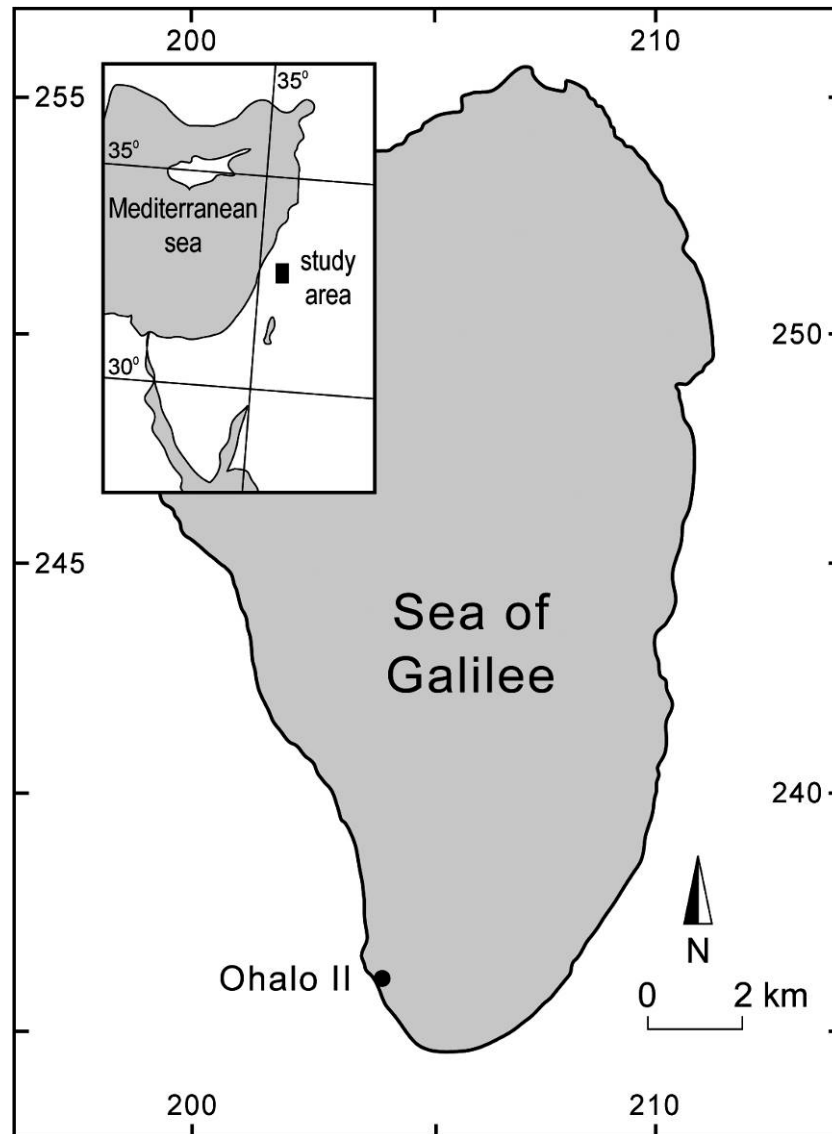 200
210
255
35°
35°
Mediterranean
sea
study
area
30°
250
245
Sea of
Galilee
240
N
Ohalo II
0
2 km
200
210